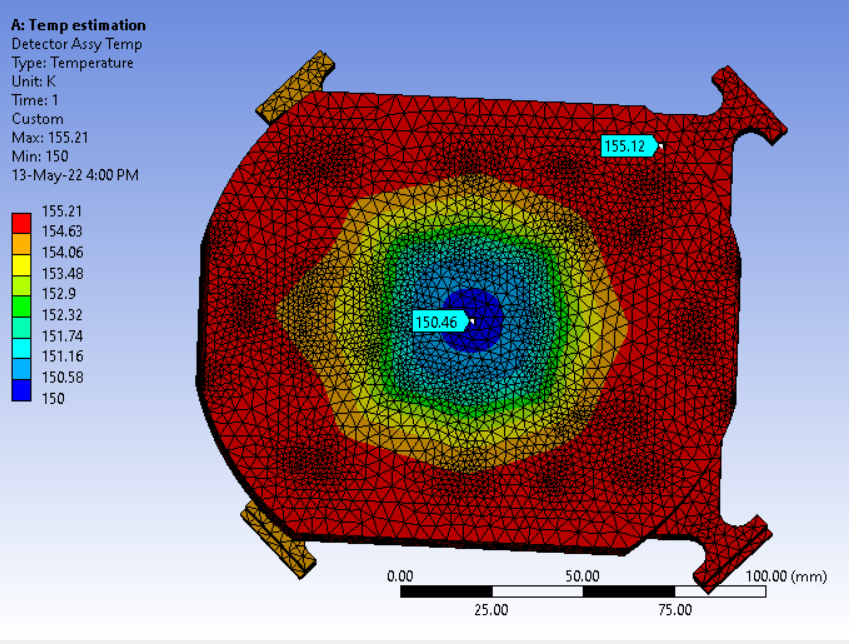 A: Temp estimation
Detector Assy Temp
Type: Temperature
Unit: K
Time: 1
Custom
Max: 155.21
Min: 150
13-May-22 4:00 PM
155.21
154.63
154.06
153.48
152.9
152.32
151.74
151.16
150.58
150
155.12
150.46
0.00 50.00 100.00 (mm)
25.00 75.00